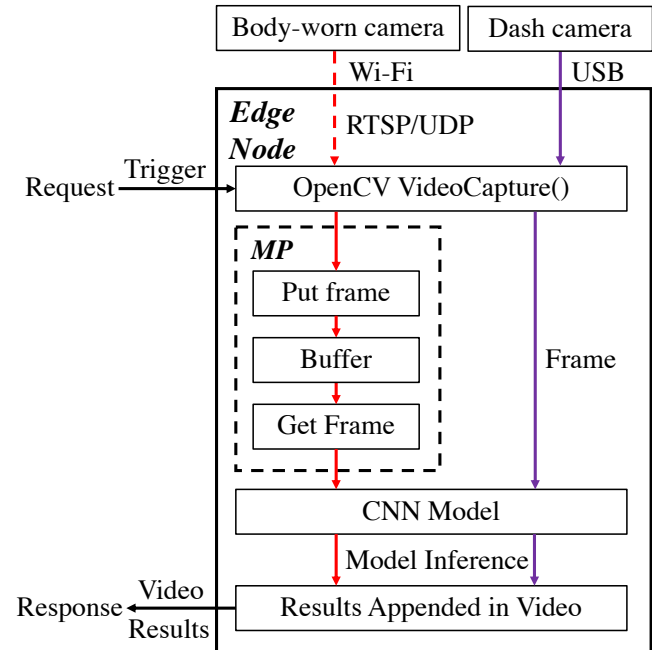 Body-worn camera
Dash camera
Wi-Fi
USB
Edge
Node
RTSP/UDP
Trigger
Request
OpenCV VideoCapture()
MP
Put frame
Buffer
Frame
Get Frame
CNN Model
Model Inference
Video
Response
Results Appended in Video
Results